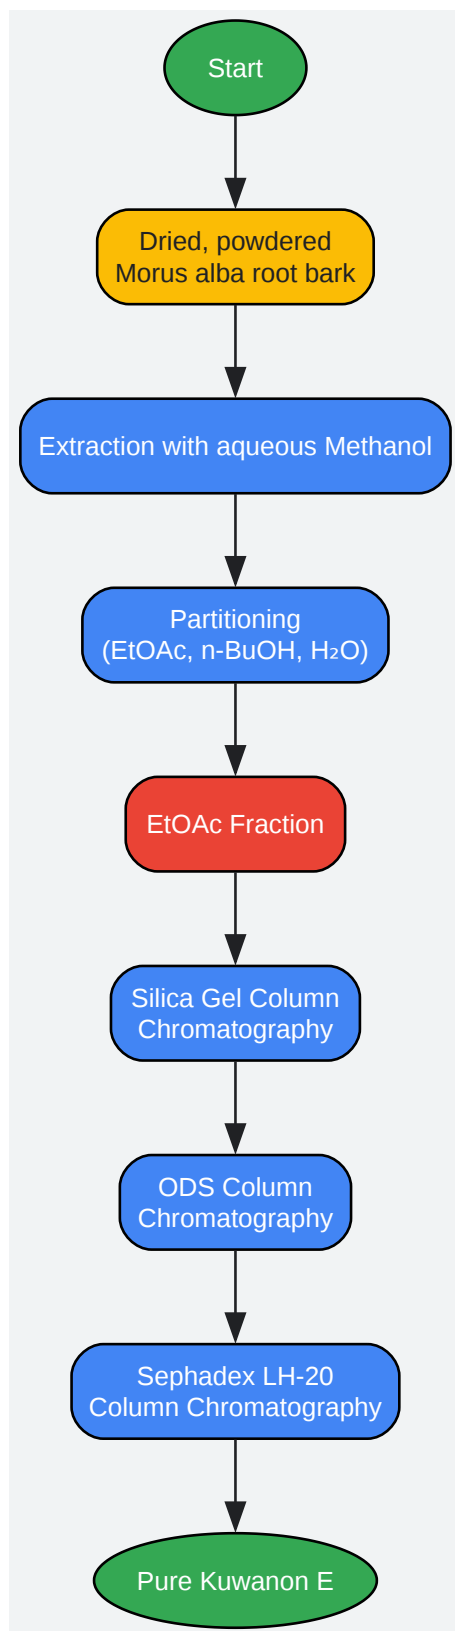 Start
Dried, powdered
Morus alba root bark
Extraction with aqueous Methanol
Partitioning
(EtOAc, n-BuOH, H₂O)
EtOAc Fraction
Silica Gel Column
Chromatography
ODS Column
Chromatography
Sephadex LH-20
Column Chromatography
Pure Kuwanon E